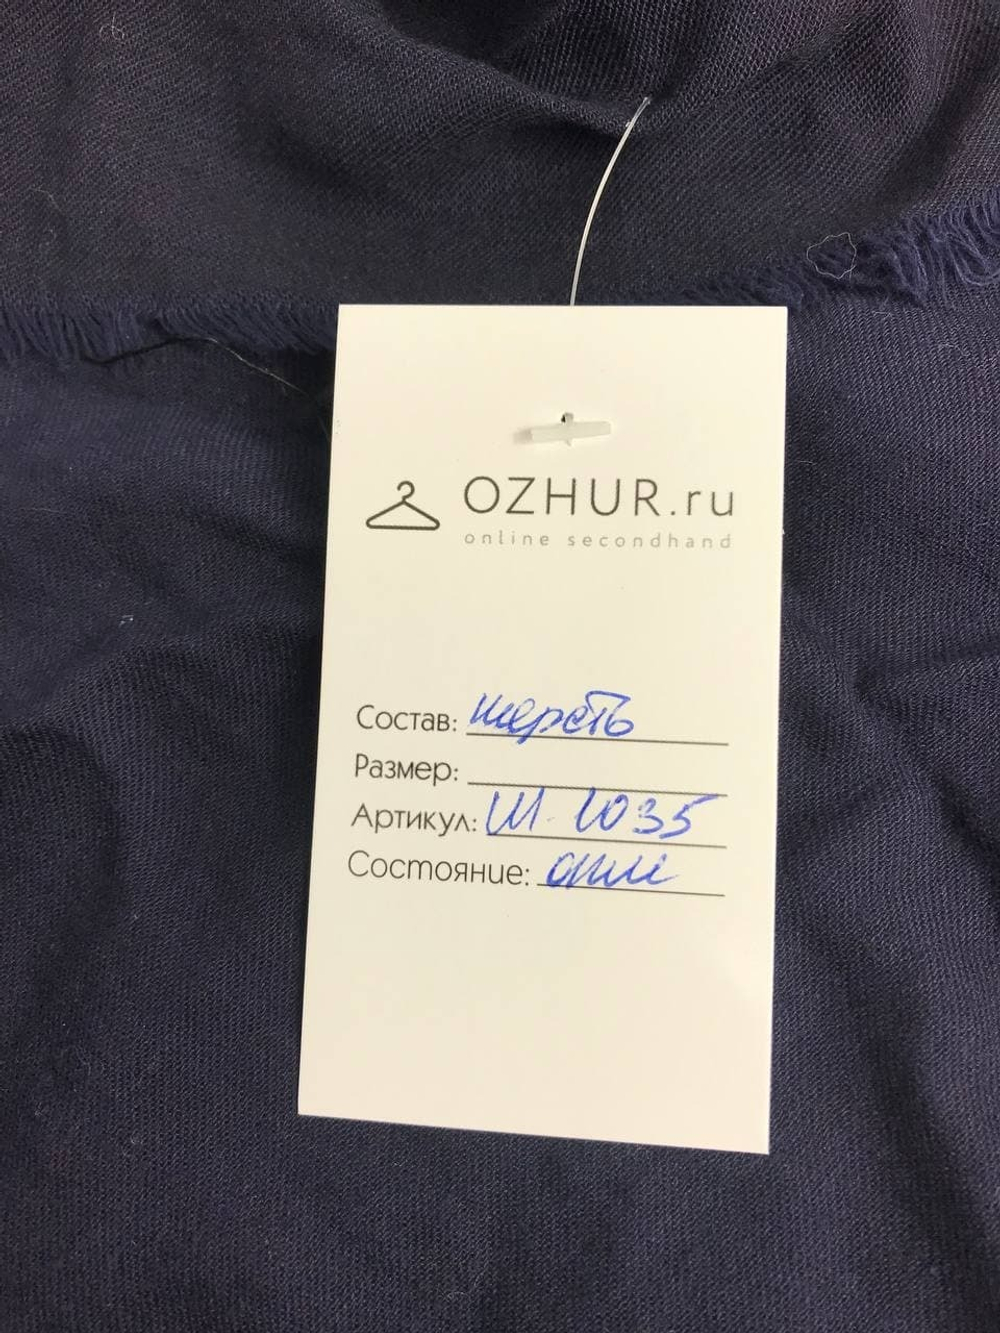 OZHUR.ru
online secondhand
Состав: шерсть
Размер:
Артикул: Ш-1035
Состояние: отл